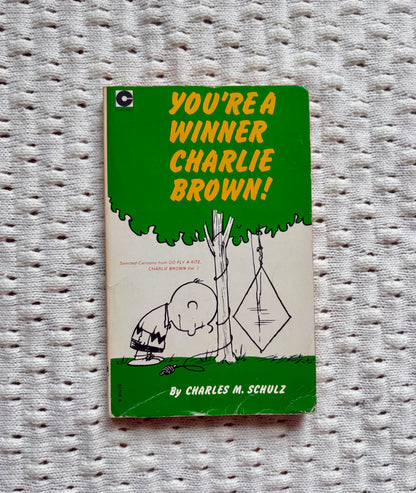 YOU'RE A
WINNER
CHARLIE
BROWN!
Selected Cartoons from GO FLY A KITE,
CHARLIE BROWN Vol. I
By CHARLES M. SCHULZ